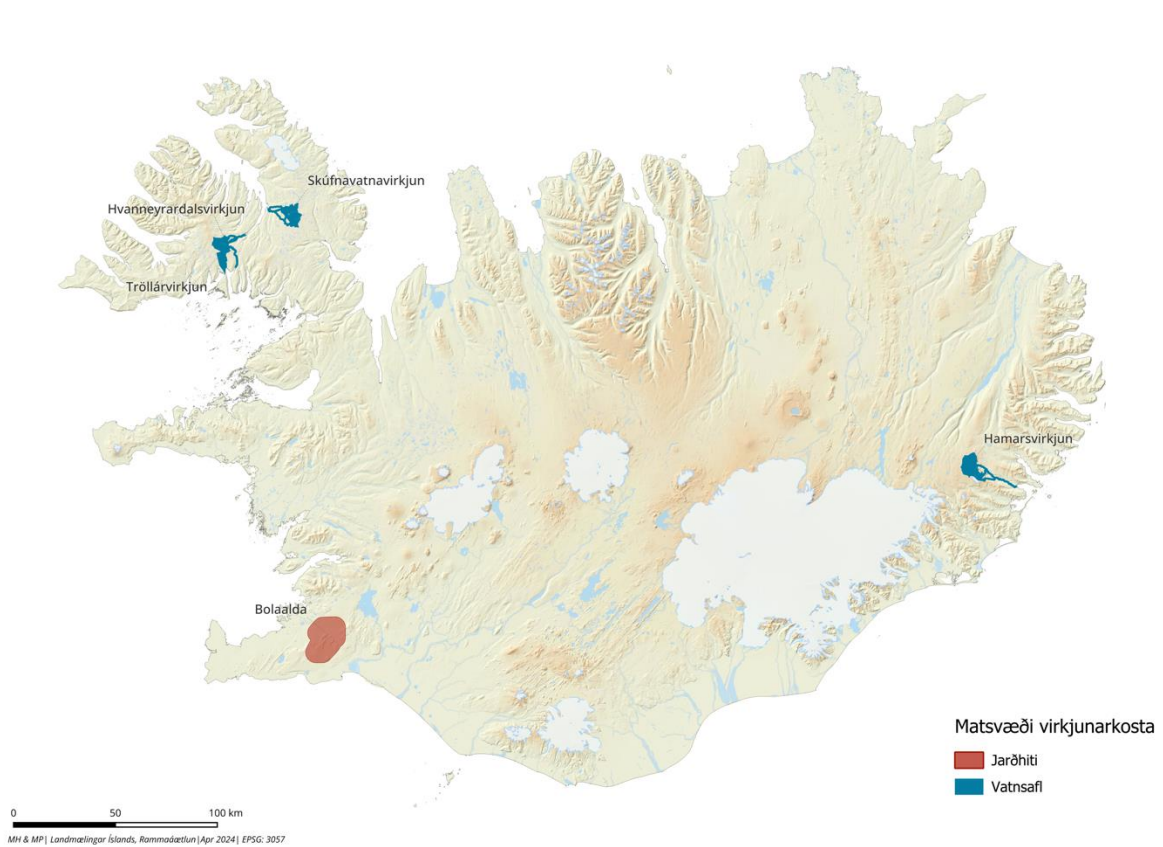 Skúfnavatnavirkjun
Hvanneyrardalsvirkjun
Tröllárvirkjun
Hamarsvirkjun
Bolaalda
Matsvæði virkjunarkosta
Jarðhiti
Vatnsafl
0 50 100 km
MH & MP| Landmælingar Íslands, Rammaáætlun|Apr 2024| EPSG: 3057